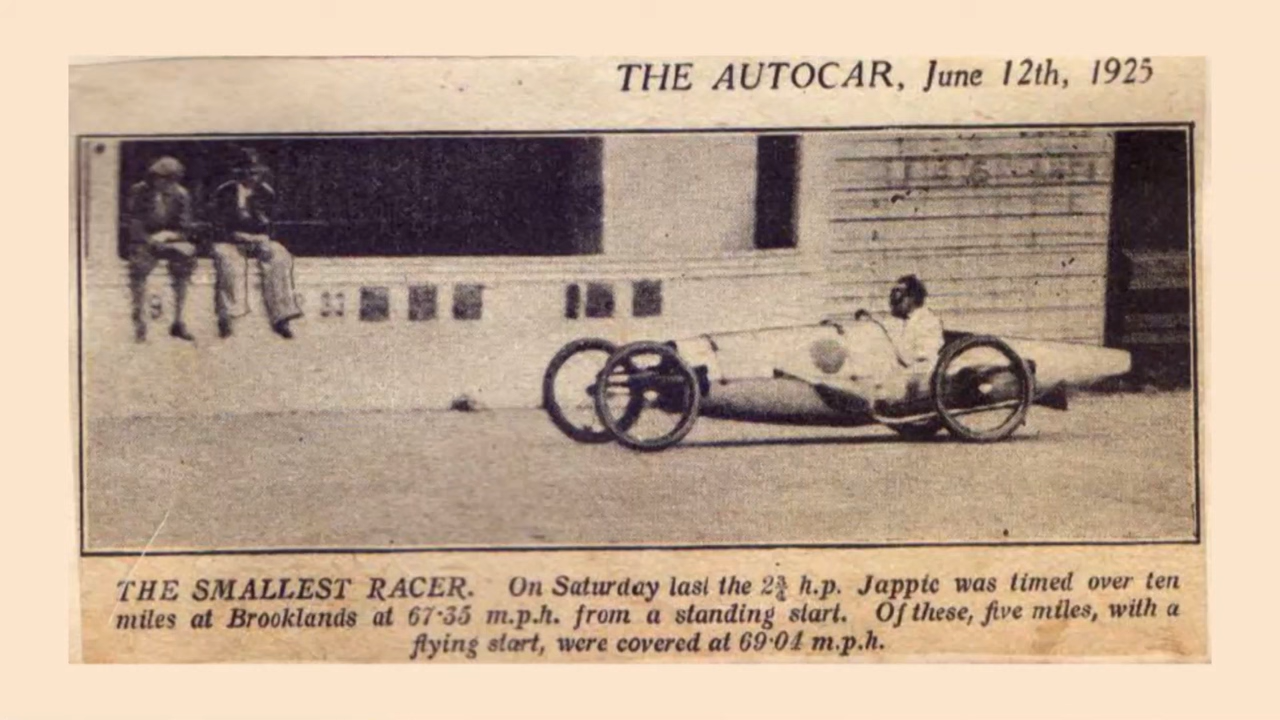 THE AUTOCAR, June 12th, 1925
THE SMALLEST RACER. On Saturday last the 2¾ h.p. Jappic was timed over ten
miles at Brooklands at 67·35 m.p.h. from a standing start. Of these, five miles, with a
flying start, were covered at 69·04 m.p.h.